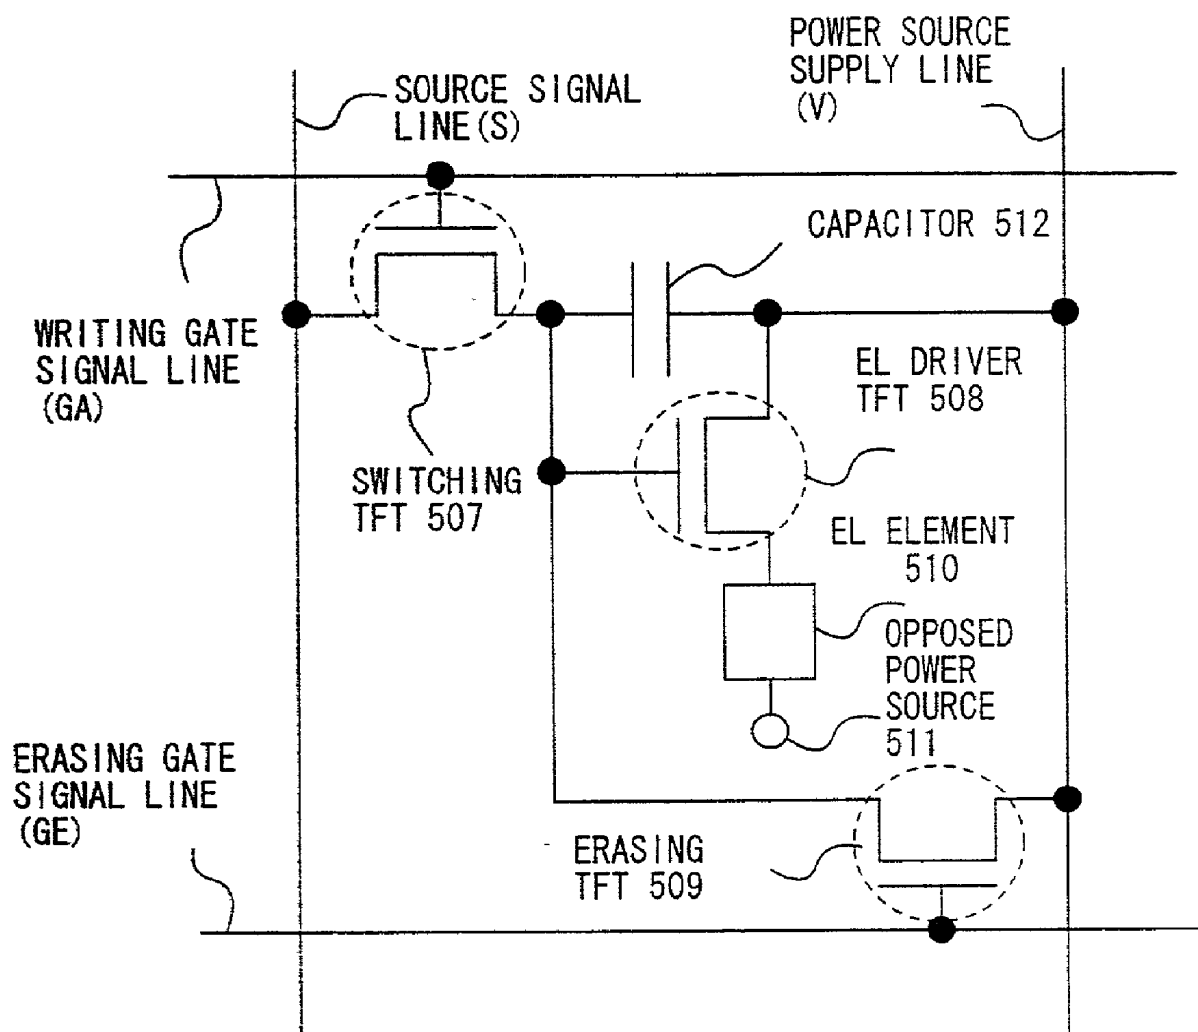 POWER SOURCE
SUPPLY LINE
(V)
SOURCE SIGNAL
LINE(S)
CAPACITOR 512
WRITING GATE
SIGNAL LINE
(GA)
EL DRIVER
TFT 508
SWITCHING
TFT 507
EL ELEMENT
510
OPPOSED
POWER
SOURCE
511
ERASING GATE
SIGNAL LINE
(GE)
ERASING
TFT 509